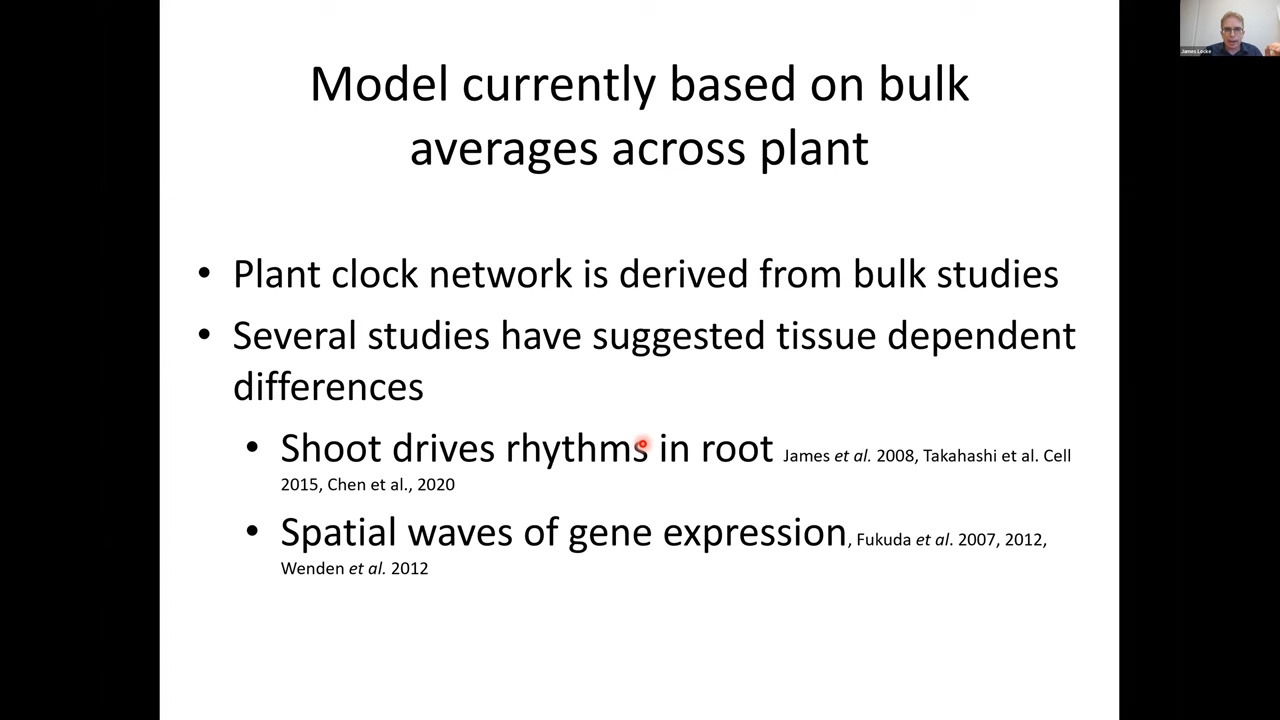 Model currently based on bulk
averages across plant
• Plant clock network is derived from bulk studies
• Several studies have suggested tissue dependent
differences
• Shoot drives rhythms in root James et al. 2008, Takahashi et al. Cell
2015, Chen et al., 2020
• Spatial waves of gene expression, Fukuda et al. 2007, 2012,
Wenden et al. 2012
James Locke